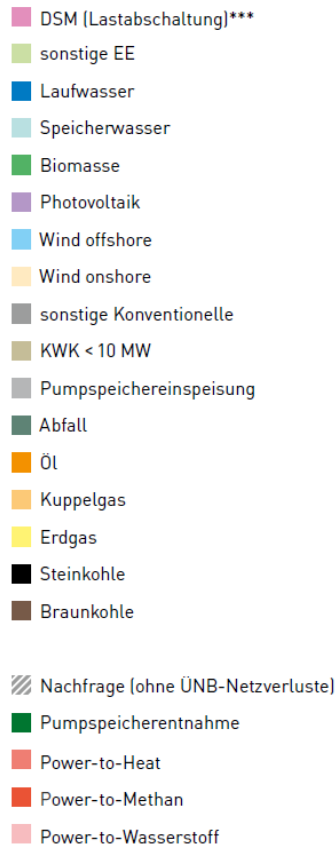 DSM (Lastabschaltung)***
sonstige EE
Laufwasser
Speicherwasser
Biomasse
Photovoltaik
Wind offshore
Wind onshore
sonstige Konventionelle
KWK < 10 MW
Pumpspeichereinspeisung
Abfall
Öl
Kuppelgas
Erdgas
Steinkohle
Braunkohle
Nachfrage (ohne ÜNB-Netzverluste)
Pumpspeicherentnahme
Power-to-Heat
Power-to-Methan
Power-to-Wasserstoff